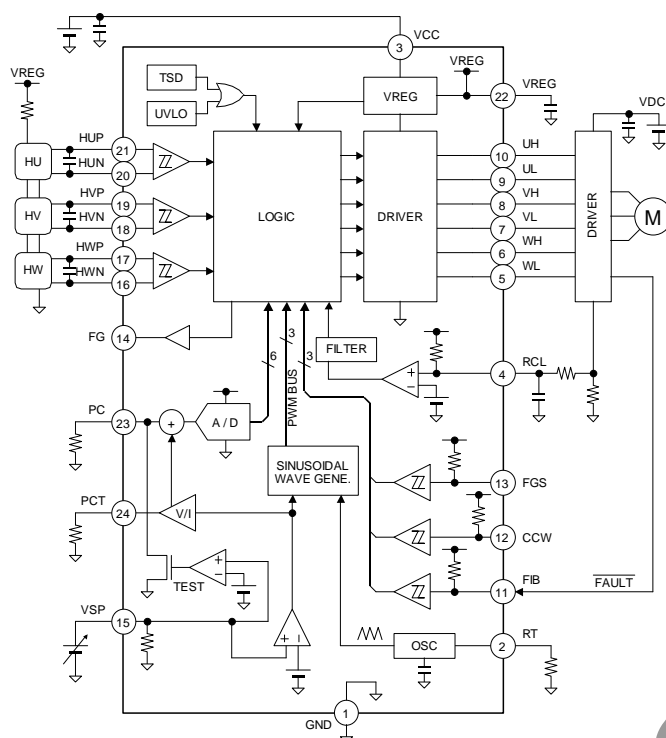 VCC
3
VREG
TSD
UVLO
VREG
VREG
22
VDC
HUP
21
HU
HUN
20
UH
10
UL
9
HVP
19
HV
HVN
18
LOGIC
DRIVER
VH
8
VL
7
DRIVER
M
HWP
17
HW
HWN
16
WH
6
WL
5
FG
14
6
3
3
PWM BUS
FILTER
+
−
4
RCL
PC
23
+
A / D
SINUSOIDAL
WAVE GENE.
13
FGS
PCT
24
V/I
12
CCW
TEST
+
−
FIB
11
FAULT
VSP
15
+
−
OSC
2
RT
GND
1